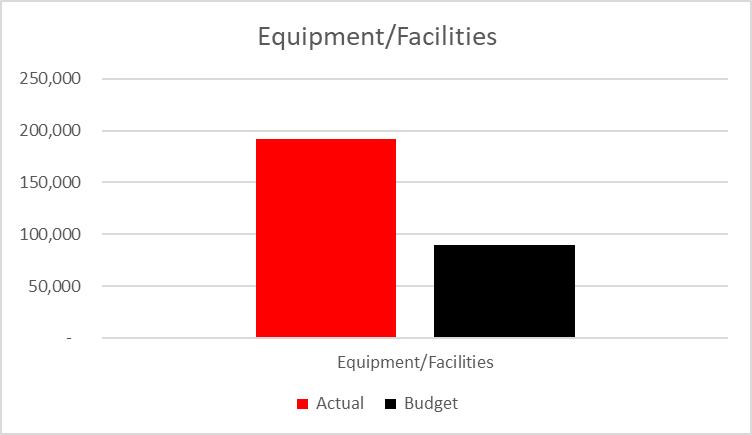 Equipment/Facilities
250,000
200,000
150,000
100,000
50,000
-
Equipment/Facilities
Actual Budget